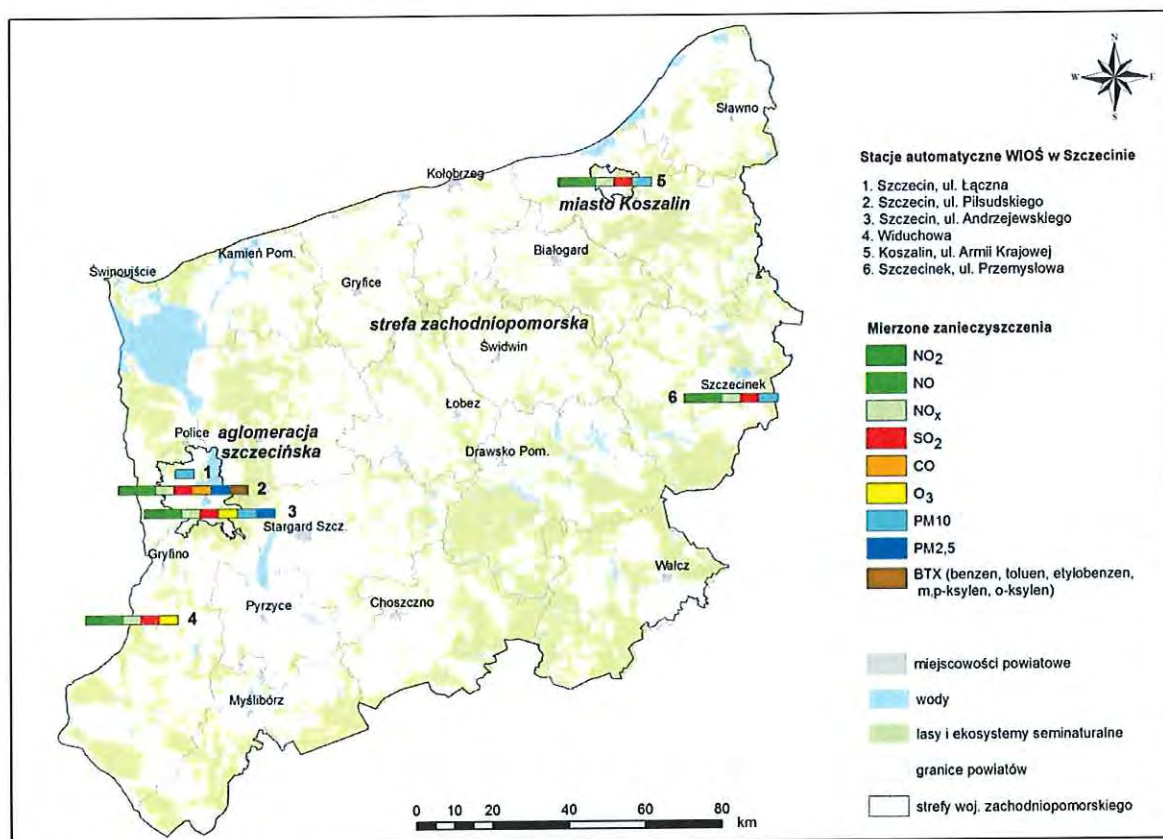 N
W E
S
Sławno
Kołobrzeg
5
miasto Koszalin
Białogard
Kamień Pom.
Świnoujście
Gryfice
strefa zachodniopomorska
Świdwin
Szczecinek
6
Łobez
Police
aglomeracja
szczecińska
Drawsko Pom.
1
2
3
Stargard Szcz.
Gryfino
Wałcz
Pyrzyce
Choszczno
4
Myślibórz
0 10 20 40 60 80
km
Stacje automatyczne WIOŚ w Szczecinie
1. Szczecin, ul. Łączna
2. Szczecin, ul. Piłsudskiego
3. Szczecin, ul. Andrzejewskiego
4. Widuchowa
5. Koszalin, ul. Armii Krajowej
6. Szczecinek, ul. Przemysłowa
Mierzone zanieczyszczenia
NO2
NO
NOx
SO2
CO
O3
PM10
PM2,5
BTX (benzen, toluen, etylobenzen,
m,p-ksylen, o-ksylen)
miejscowości powiatowe
wody
lasy i ekosystemy seminaturalne
granice powiatów
strefy woj. zachodniopomorskiego